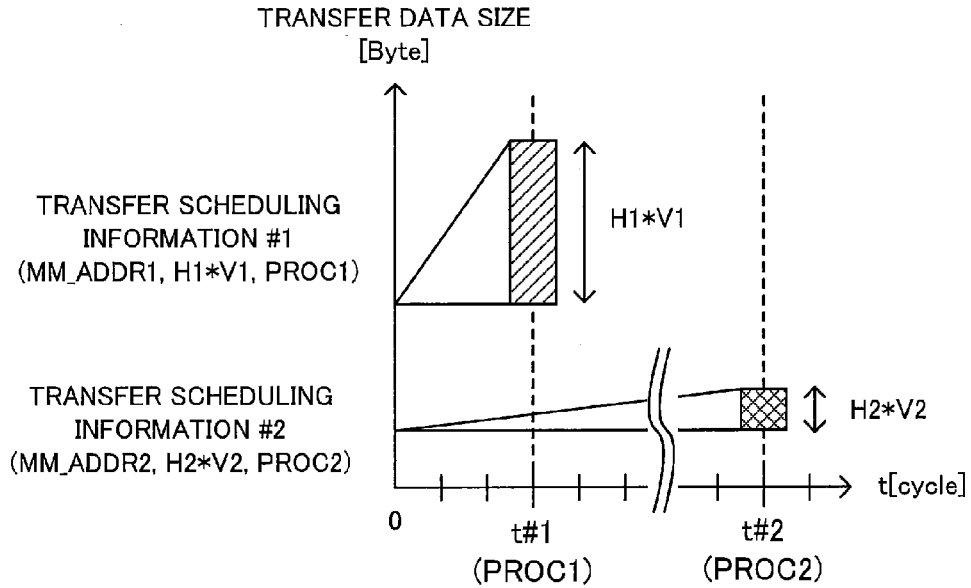 TRANSFER DATA SIZE
[Byte]
TRANSFER SCHEDULING
INFORMATION #1
(MM_ADDR1, H1*V1, PROC1)
H1*V1
TRANSFER SCHEDULING
INFORMATION #2
(MM_ADDR2, H2*V2, PROC2)
H2*V2
t[cycle]
0
t#1
(PROC1)
t#2
(PROC2)